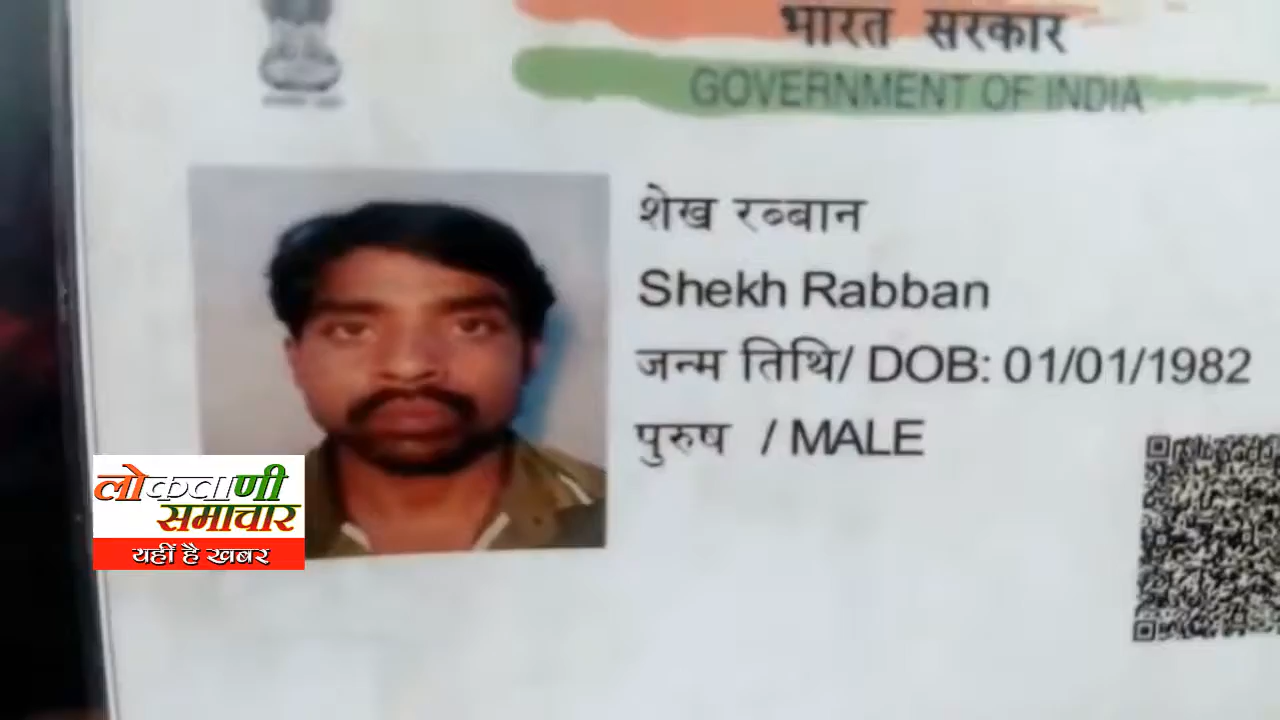 भारत सरकार
GOVERNMENT OF INDIA
शेख रब्बान
Shekh Rabban
जन्म तिथि/ DOB: 01/01/1982
पुरुष / MALE
लोकवाणी
समाचार
यहीं है खबर